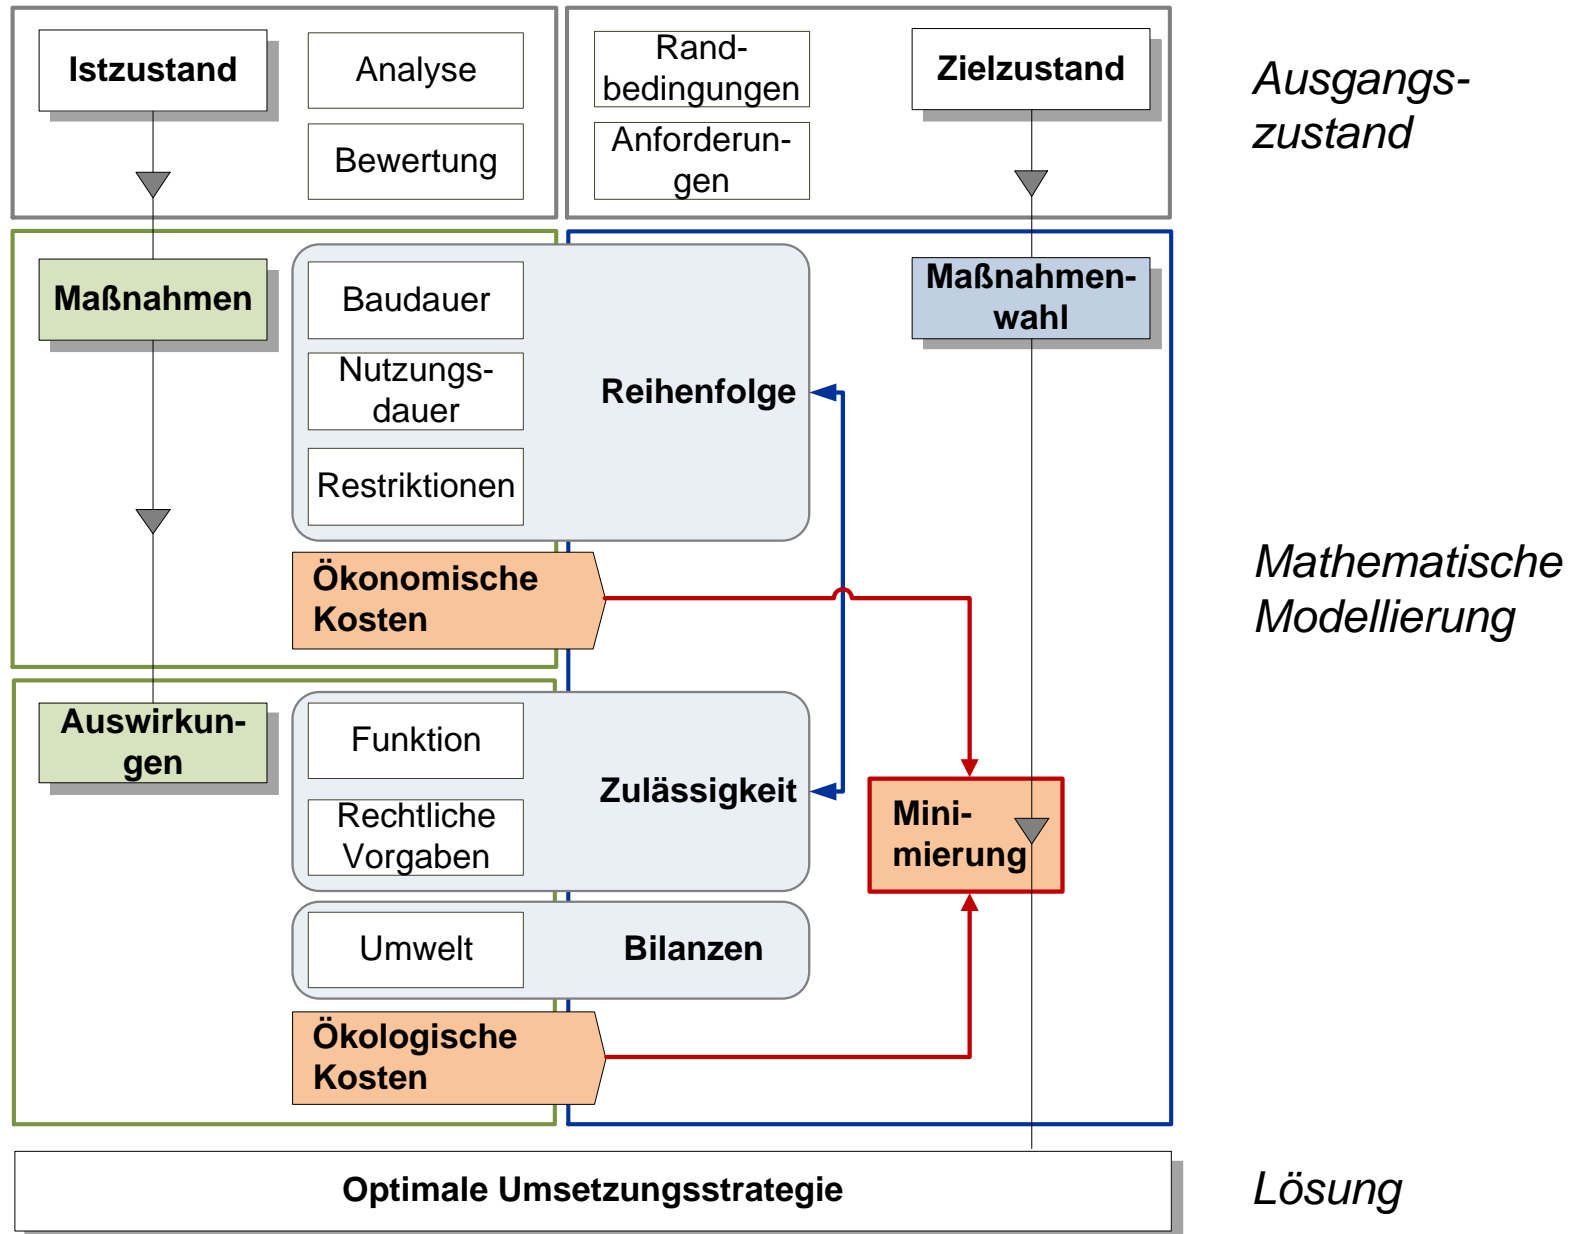 Istzustand
Analyse
Bewertung
Rand-
bedingungen
Anforderun-
gen
Zielzustand
Ausgangs-
zustand
Maßnahmen
Baudauer
Nutzungs-
dauer
Restriktionen
Reihenfolge
Maßnahmen-
wahl
Ökonomische
Kosten
Mathematische
Modellierung
Auswirkun-
gen
Funktion
Rechtliche
Vorgaben
Zulässigkeit
Mini-
mierung
Umwelt
Bilanzen
Ökologische
Kosten
Optimale Umsetzungsstrategie
Lösung